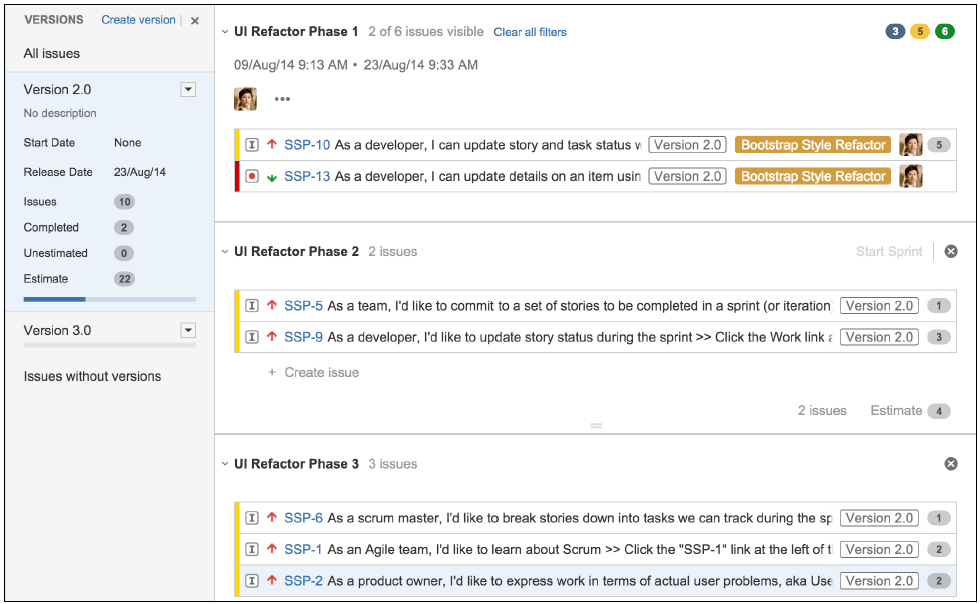 VERSIONS Create version
All issues
Version 2.0
No description
Start Date None
Release Date 23/Aug/14
Issues 10
Completed 2
Unestimated 0
Estimate 22
Version 3.0
Issues without versions
UI Refactor Phase 1 2 of 6 issues visible Clear all filters 3 5 6
09/Aug/14 9:13 AM • 23/Aug/14 9:33 AM
SSP-10 As a developer, I can update story and task status w Version 2.0 Bootstrap Style Refactor 5
SSP-13 As a developer, I can update details on an item usin Version 2.0 Bootstrap Style Refactor
UI Refactor Phase 2 2 issues Start Sprint
SSP-5 As a team, I'd like to commit to a set of stories to be completed in a sprint (or iteration) Version 2.0 1
SSP-9 As a developer, I'd like to update story status during the sprint >> Click the Work link a Version 2.0 3
+ Create issue
2 issues Estimate 4
UI Refactor Phase 3 3 issues
SSP-6 As a scrum master, I'd like to break stories down into tasks we can track during the sp Version 2.0 1
SSP-1 As an Agile team, I'd like to learn about Scrum >> Click the "SSP-1" link at the left of t Version 2.0 2
SSP-2 As a product owner, I'd like to express work in terms of actual user problems, aka Use Version 2.0 2